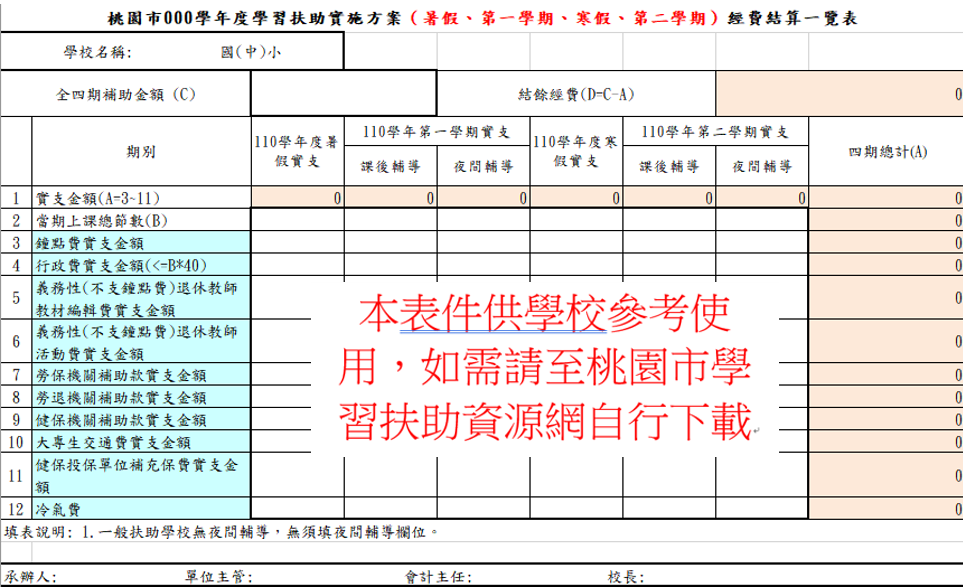 桃園市000學年度學習扶助實施方案（暑假、第一學期、寒假、第二學期）經費結算一覽表
學校名稱: 國(中)小
全四期補助金額 (C) 結餘經費(D=C-A) 0
期別 110學年度暑假實支 110學年第一學期實支 110學年度寒假實支 110學年第二學期實支 四期總計(A)
課後輔導 夜間輔導 課後輔導 夜間輔導
1 實支金額(A=3~11) 0 0 0 0 0 0 0
2 當期上課總節數(B) 0
3 鐘點費實支金額 0
4 行政費實支金額(<=B*40) 0
5 義務性(不支鐘點費)退休教師
教材編輯費實支金額 0
6 義務性(不支鐘點費)退休教師
活動費實支金額 0
7 勞保機關補助款實支金額 0
8 勞退機關補助款實支金額 0
9 健保機關補助款實支金額 0
10 大專生交通費實支金額 0
11 健保投保單位補充保費實支金
額 0
12 冷氣費 0
本表件供學校參考使
用，如需請至桃園市學
習扶助資源網自行下載
填表說明: 1.一般扶助學校無夜間輔導，無須填夜間輔導欄位。
承辦人: 單位主管: 會計主任: 校長: